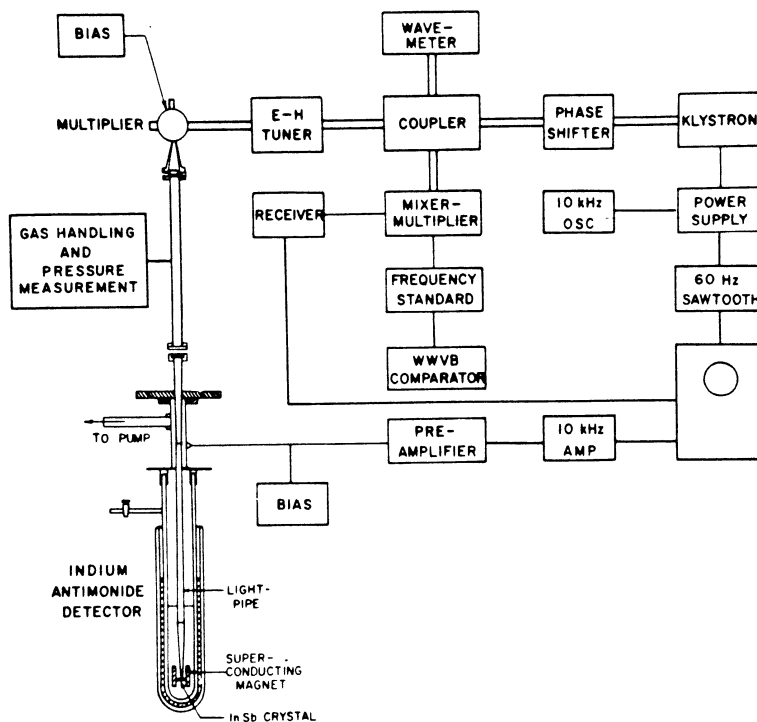 BIAS
WAVE-
METER
MULTIPLIER
E-H
TUNER
COUPLER
PHASE
SHIFTER
KLYSTRON
RECEIVER
MIXER-
MULTIPLIER
10 kHz
OSC
POWER
SUPPLY
GAS HANDLING
AND
PRESSURE
MEASUREMENT
FREQUENCY
STANDARD
60 Hz
SAWTOOTH
WWVB
COMPARATOR
TO PUMP
PRE-
AMPLIFIER
10 kHz
AMP
BIAS
INDIUM
ANTIMONIDE
DETECTOR
LIGHT-
PIPE
SUPER-
CONDUCTING
MAGNET
InSb CRYSTAL